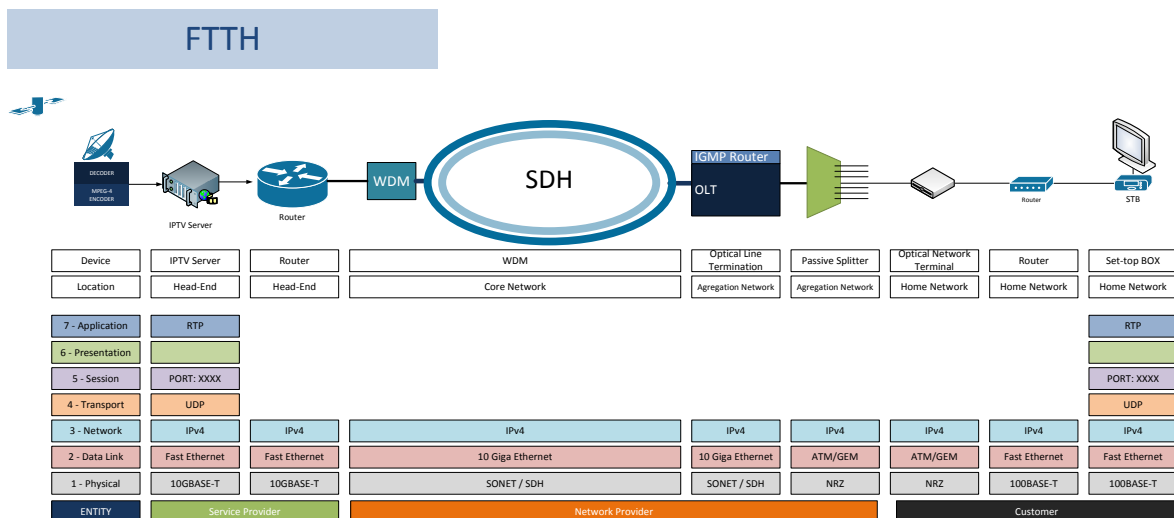 FTTH
DECODER
MPEG-4
ENCODER
IPTV Server
Router
WDM
SDH
IGMP Router
OLT
Router
STB
Device
IPTV Server
Router
WDM
Optical Line
Termination
Passive Splitter
Optical Network
Terminal
Router
Set-top BOX
Location
Head-End
Head-End
Core Network
Agregation Network
Agregation Network
Home Network
Home Network
Home Network
7 - Application
RTP
RTP
6 - Presentation
5 - Session
PORT: XXXX
PORT: XXXX
4 - Transport
UDP
UDP
3 - Network
IPv4
IPv4
IPv4
IPv4
IPv4
IPv4
IPv4
IPv4
2 - Data Link
Fast Ethernet
Fast Ethernet
10 Giga Ethernet
10 Giga Ethernet
ATM/GEM
ATM/GEM
Fast Ethernet
Fast Ethernet
1 - Physical
10GBASE-T
10GBASE-T
SONET / SDH
SONET / SDH
NRZ
NRZ
100BASE-T
100BASE-T
ENTITY
Service Provider
Network Provider
Customer